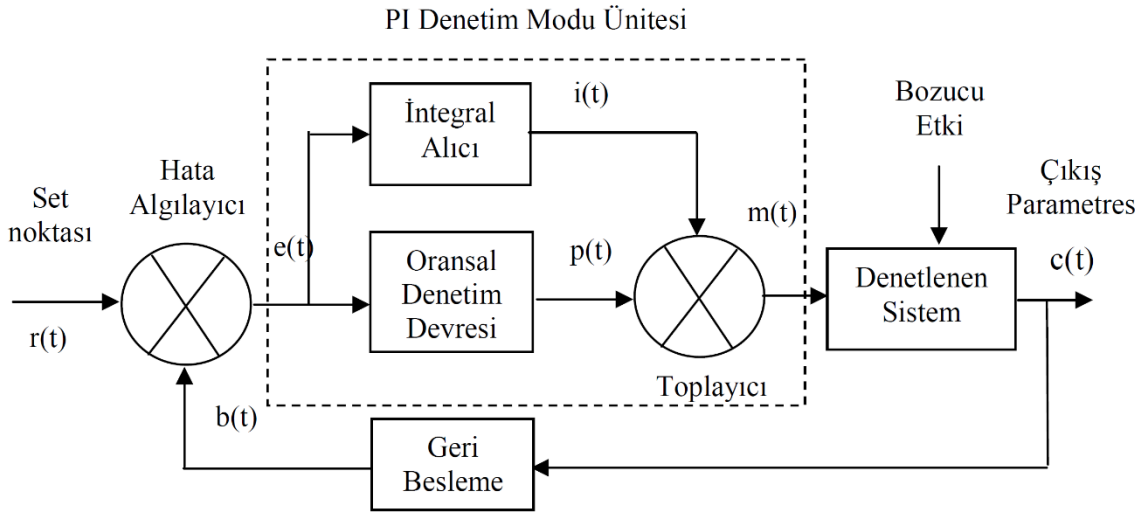 PI Denetim Modu Ünitesi
Set
noktası
r(t)
Hata
Algılayıcı
e(t)
b(t)
İntegral
Alıcı
i(t)
Oransal
Denetim
Devresi
p(t)
Toplayıcı
m(t)
Bozucu
Etki
Denetlenen
Sistem
Çıkış
Parametres
c(t)
Geri
Besleme